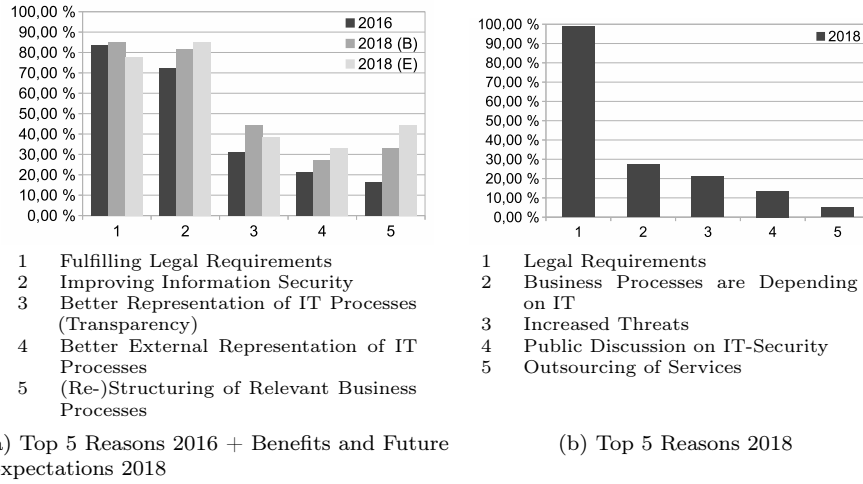 100,00 %
90,00 %
80,00 %
70,00 %
60,00 %
50,00 %
40,00 %
30,00 %
20,00 %
10,00 %
0,00 %
2016
2018 (B)
2018 (E)
1 2 3 4 5
1 Fulfilling Legal Requirements
2 Improving Information Security
3 Better Representation of IT Processes
(Transparency)
4 Better External Representation of IT
Processes
5 (Re-)Structuring of Relevant Business
Processes
) Top 5 Reasons 2016 + Benefits and Future
xpectations 2018
100,00 %
90,00 %
80,00 %
70,00 %
60,00 %
50,00 %
40,00 %
30,00 %
20,00 %
10,00 %
0,00 %
2018
1 2 3 4 5
1 Legal Requirements
2 Business Processes are Depending
on IT
3 Increased Threats
4 Public Discussion on IT-Security
5 Outsourcing of Services
(b) Top 5 Reasons 2018